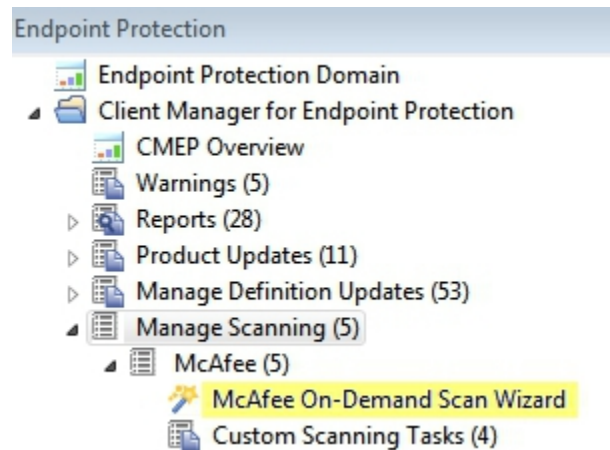 Endpoint Protection
Endpoint Protection Domain
Client Manager for Endpoint Protection
CMEP Overview
Warnings (5)
Reports (28)
Product Updates (11)
Manage Definition Updates (53)
Manage Scanning (5)
McAfee (5)
McAfee On-Demand Scan Wizard
Custom Scanning Tasks (4)